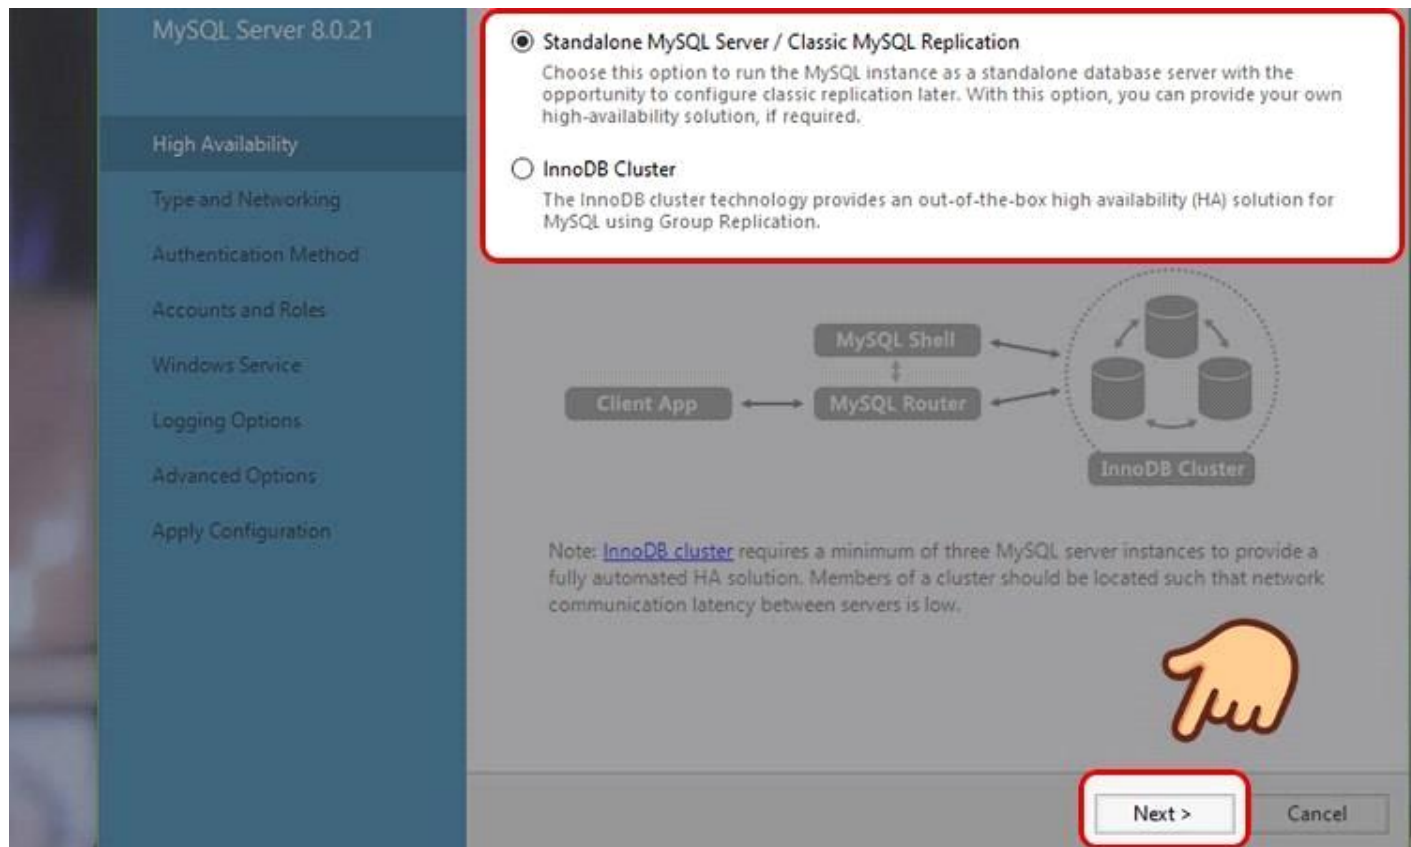 MySQL Server 8.0.21
High Availability
Type and Networking
Authentication Method
Accounts and Roles
Windows Service
Logging Options
Advanced Options
Apply Configuration
Standalone MySQL Server / Classic MySQL Replication
Choose this option to run the MySQL instance as a standalone database server with the
opportunity to configure classic replication later. With this option, you can provide your own
high-availability solution, if required.
InnoDB Cluster
The InnoDB cluster technology provides an out-of-the-box high availability (HA) solution for
MySQL using Group Replication.
MySQL Shell
Client App
MySQL Router
InnoDB Cluster
Note: InnoDB cluster requires a minimum of three MySQL server instances to provide a
fully automated HA solution. Members of a cluster should be located such that network
communication latency between servers is low.
Next >
Cancel